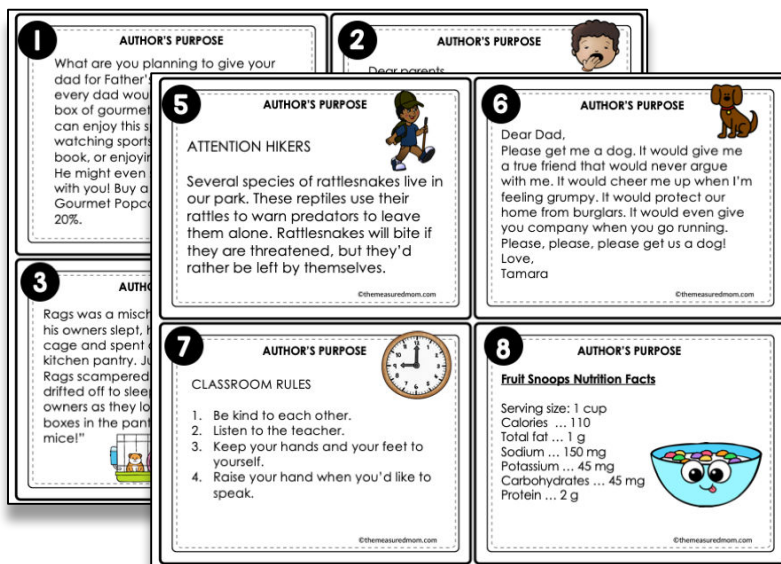 1
AUTHOR'S PURPOSE
What are you planning to give your
dad for Father's
every dad wou
box of gourmet
can enjoy this s
watching sports
book, or enjoyin
He might even
with you! Buy a
Gourmet Popco
20%.
2
AUTHOR'S PURPOSE
Dear parents
3
AUTHO
Rags was a misch
his owners slept, h
cage and spent
kitchen pantry. Ju
Rags scampered
drifted off to sleep
owners as they lo
boxes in the pant
mice!"
5
AUTHOR'S PURPOSE
ATTENTION HIKERS
Several species of rattlesnakes live in
our park. These reptiles use their
rattles to warn predators to leave
them alone. Rattlesnakes will bite if
they are threatened, but they'd
rather be left by themselves.
©themeasuredmom.com
6
AUTHOR'S PURPOSE
Dear Dad,
Please get me a dog. It would give me
a true friend that would never argue
with me. It would cheer me up when I'm
feeling grumpy. It would protect our
home from burglars. It would even give
you company when you go running.
Please, please, please get us a dog!
Love,
Tamara
©themeasuredmom.com
7
AUTHOR'S PURPOSE
CLASSROOM RULES
1. Be kind to each other.
2. Listen to the teacher.
3. Keep your hands and your feet to
yourself.
4. Raise your hand when you'd like to
speak.
©themeasuredmom.com
8
AUTHOR'S PURPOSE
Fruit Snoops Nutrition Facts
Serving size: 1 cup
Calories … 110
Total fat … 1 g
Sodium … 150 mg
Potassium … 45 mg
Carbohydrates … 45 mg
Protein … 2 g
©themeasuredmom.com